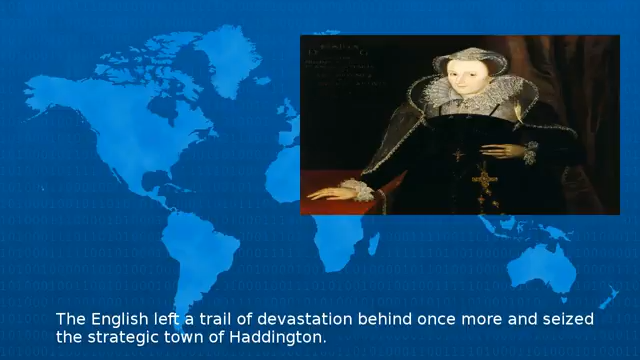 The English left a trail of devastation behind once more and seized
the strategic town of Haddington.